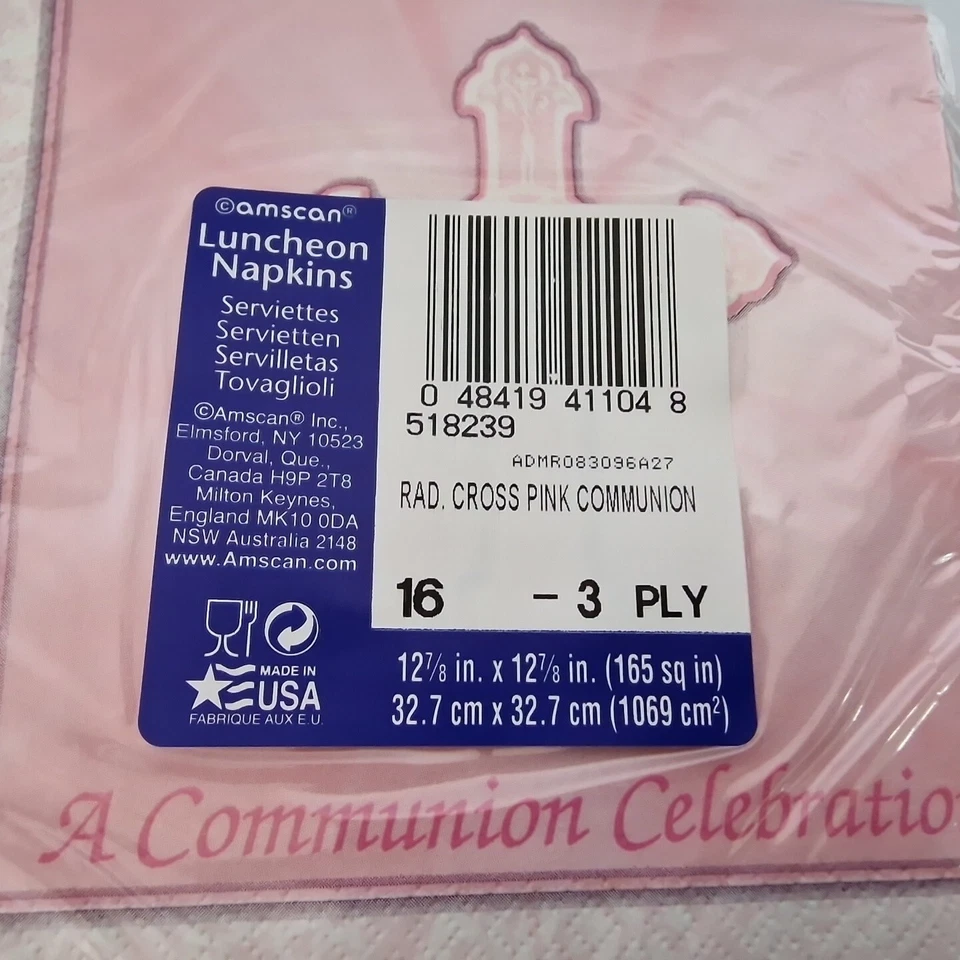 ©amscan®
Luncheon
Napkins
Serviettes
Servietten
Servilletas
Tovaglioli
©Amscan® Inc.,
Elmsford, NY 10523
Dorval, Que.,
Canada H9P 2T8
Milton Keynes,
England MK10 0DA
NSW Australia 2148
www.Amscan.com
MADE IN
USA
FABRIQUE AUX E.U.
0 48419 41104 8
518239
ADMR083096A27
RAD. CROSS PINK COMMUNION
16 - 3 PLY
12⅞ in. x 12⅞ in. (165 sq in)
32.7 cm x 32.7 cm (1069 cm²)
A Communion Celebratio